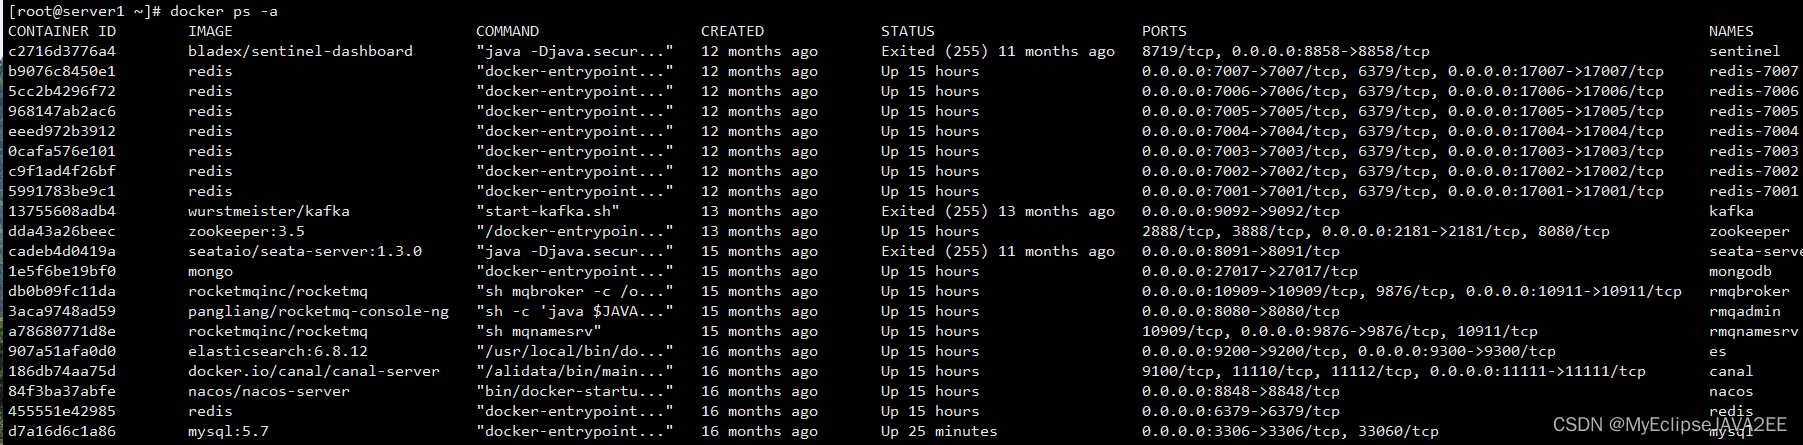 [root@server1 ~]# docker ps -a
CONTAINER ID IMAGE COMMAND CREATED STATUS PORTS NAMES
c2716d3776a4 bladex/sentinel-dashboard "java -Djava.secur..." 12 months ago Exited (255) 11 months ago 8719/tcp, 0.0.0.0:8858->8858/tcp sentinel
b9076c8450e1 redis "docker-entrypoint..." 12 months ago Up 15 hours 0.0.0.0:7007->7007/tcp, 6379/tcp, 0.0.0.0:17007->17007/tcp redis-7007
5cc2b4296f72 redis "docker-entrypoint..." 12 months ago Up 15 hours 0.0.0.0:7006->7006/tcp, 6379/tcp, 0.0.0.0:17006->17006/tcp redis-7006
968147ab2ac6 redis "docker-entrypoint..." 12 months ago Up 15 hours 0.0.0.0:7005->7005/tcp, 6379/tcp, 0.0.0.0:17005->17005/tcp redis-7005
eeed972b3912 redis "docker-entrypoint..." 12 months ago Up 15 hours 0.0.0.0:7004->7004/tcp, 6379/tcp, 0.0.0.0:17004->17004/tcp redis-7004
0cafa576e101 redis "docker-entrypoint..." 12 months ago Up 15 hours 0.0.0.0:7003->7003/tcp, 6379/tcp, 0.0.0.0:17003->17003/tcp redis-7003
c9f1ad4f26bf redis "docker-entrypoint..." 12 months ago Up 15 hours 0.0.0.0:7002->7002/tcp, 6379/tcp, 0.0.0.0:17002->17002/tcp redis-7002
5991783be9c1 redis "docker-entrypoint..." 12 months ago Up 15 hours 0.0.0.0:7001->7001/tcp, 6379/tcp, 0.0.0.0:17001->17001/tcp redis-7001
13755608adb4 wurstmeister/kafka "start-kafka.sh" 13 months ago Exited (255) 13 months ago 0.0.0.0:9092->9092/tcp kafka
dda43a26beec zookeeper:3.5 "/docker-entrypoin..." 13 months ago Up 15 hours 2888/tcp, 3888/tcp, 0.0.0.0:2181->2181/tcp, 8080/tcp zookeeper
cadeb4d0419a seataio/seata-server:1.3.0 "java -Djava.secur..." 15 months ago Exited (255) 11 months ago 0.0.0.0:8091->8091/tcp seata-serve
1e5f6be19bf0 mongo "docker-entrypoint..." 15 months ago Up 15 hours 0.0.0.0:27017->27017/tcp mongodb
db0b09fc11da rocketmqinc/rocketmq "sh mqbroker -c /o..." 15 months ago Up 15 hours 0.0.0.0:10909->10909/tcp, 9876/tcp, 0.0.0.0:10911->10911/tcp rmqbroker
3aca9748ad59 pangliang/rocketmq-console-ng "sh -c 'java $JAVA..." 15 months ago Up 15 hours 0.0.0.0:8080->8080/tcp rmqadmin
a78680771d8e rocketmqinc/rocketmq "sh mqnamesrv" 15 months ago Up 15 hours 10909/tcp, 0.0.0.0:9876->9876/tcp, 10911/tcp rmqnamesrv
907a51afa0d0 elasticsearch:6.8.12 "/usr/local/bin/do..." 16 months ago Up 15 hours 0.0.0.0:9200->9200/tcp, 0.0.0.0:9300->9300/tcp es
186db74aa75d docker.io/canal/canal-server "/alidata/bin/main..." 16 months ago Up 15 hours 9100/tcp, 11110/tcp, 11112/tcp, 0.0.0.0:11111->11111/tcp canal
84f3ba37abfe nacos/nacos-server "bin/docker-startu..." 16 months ago Up 15 hours 0.0.0.0:8848->8848/tcp nacos
455551e42985 redis "docker-entrypoint..." 16 months ago Up 15 hours 0.0.0.0:6379->6379/tcp redis
d7a16d6c1a86 mysql:5.7 "docker-entrypoint..." 16 months ago Up 25 minutes 0.0.0.0:3306->3306/tcp, 33060/tcp mysql
CSDN @MyEclipseJAVA2EE